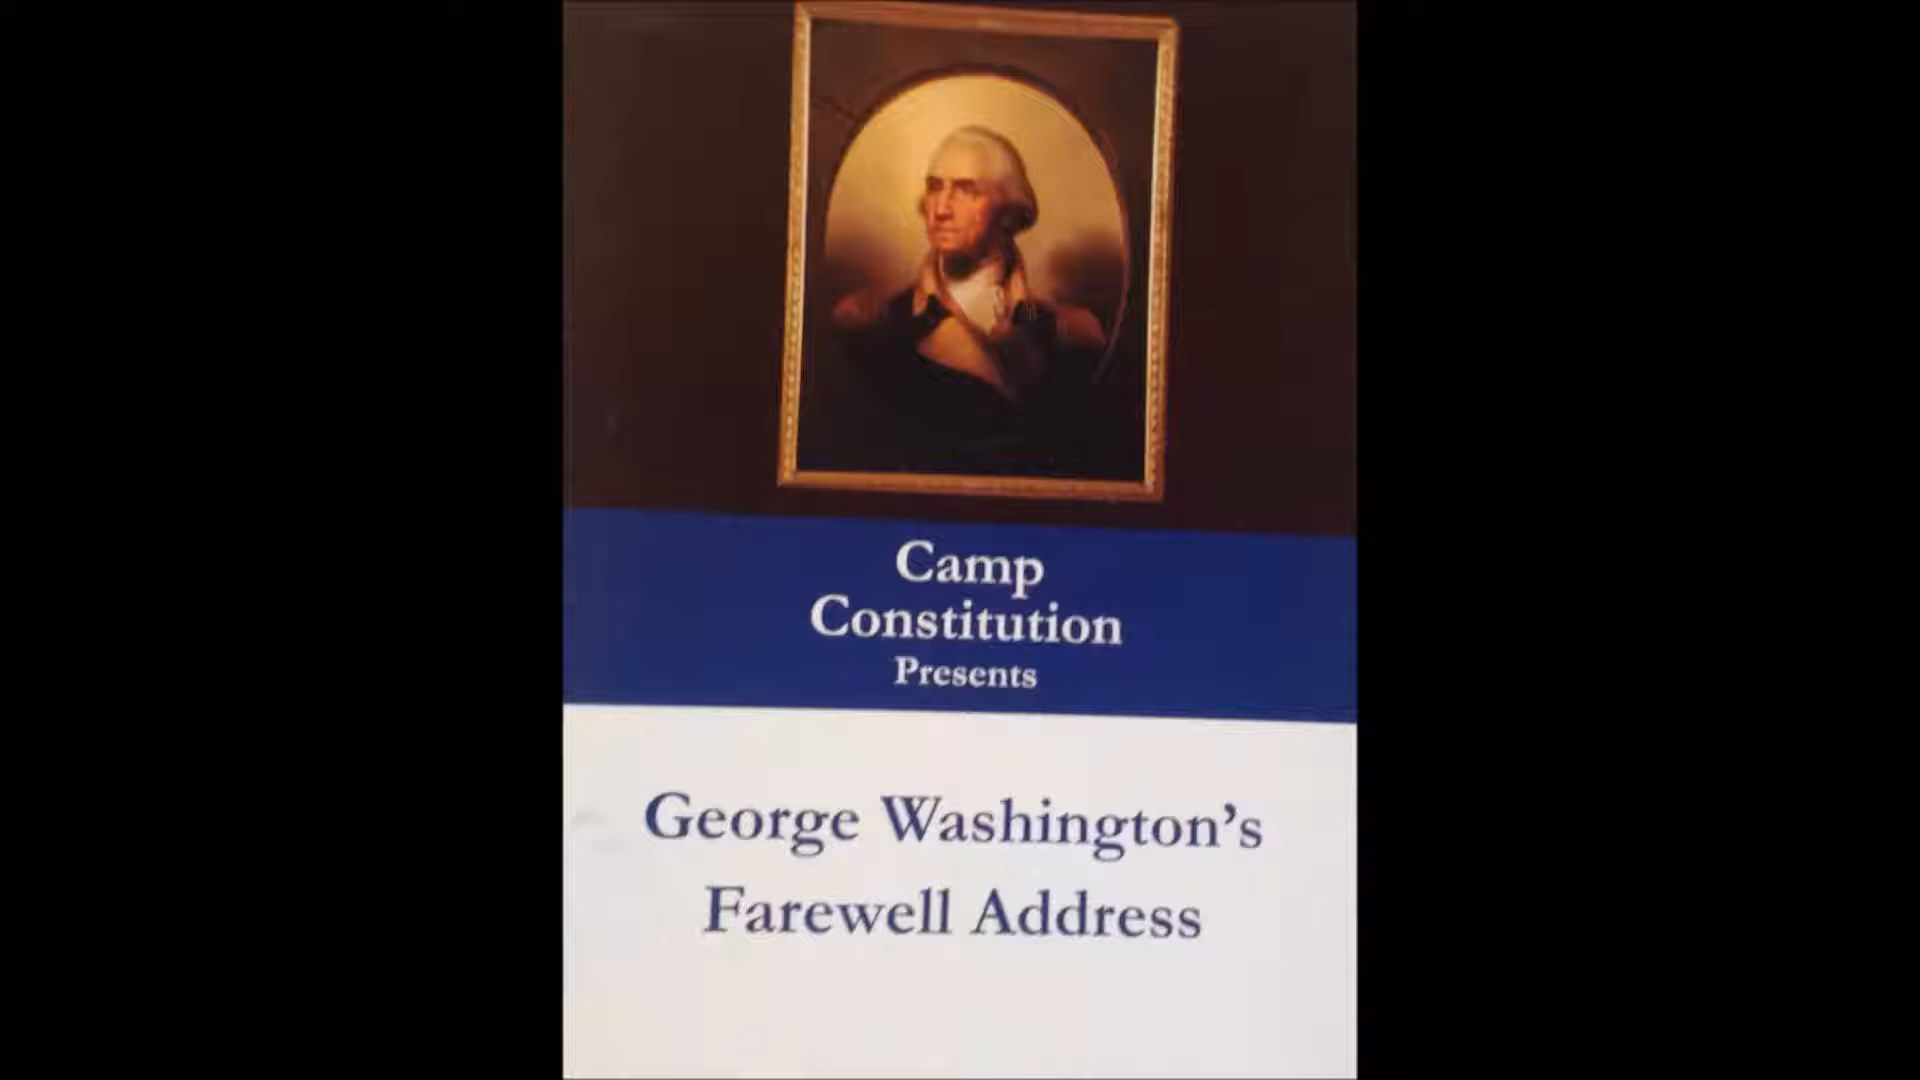 Camp
Constitution
Presents
George Washington's
Farewell Address